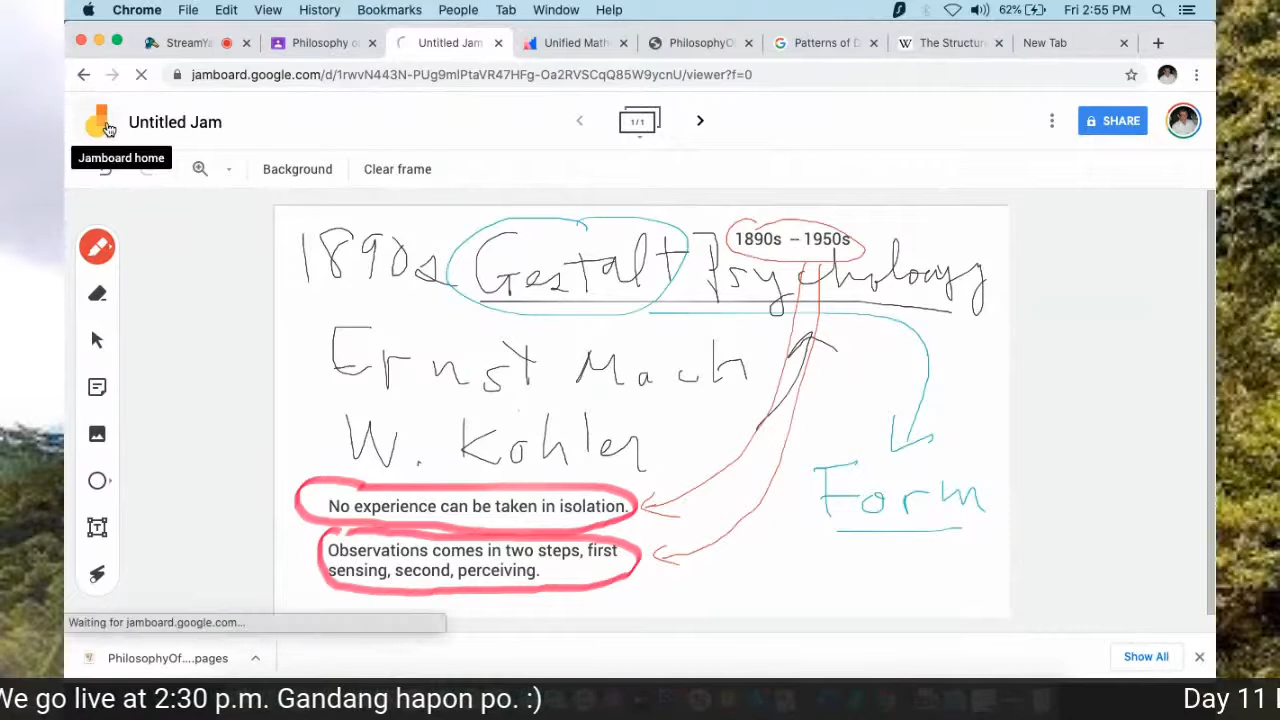 Chrome File Edit View History Bookmarks People Tab Window Help 62% Fri 2:55 PM
StreamYa Philosophy o Untitled Jam Unified Math PhilosophyO Patterns of D The Structur New Tab
jamboard.google.com/d/1rwvN443N-PUg9mlPtaVR47HFg-Oa2RVSCqQ85W9ycnU/viewer?f=0
Untitled Jam 1/1 SHARE
Jamboard home
Background Clear frame
1890s – 1950s
1890s Gestalt Psychology
Ernst Mach
W. Köhler
Form
No experience can be taken in isolation.
Observations comes in two steps, first
sensing, second, perceiving.
Waiting for jamboard.google.com...
PhilosophyOf....pages Show All
We go live at 2:30 p.m. Gandang hapon po. :) Day 11